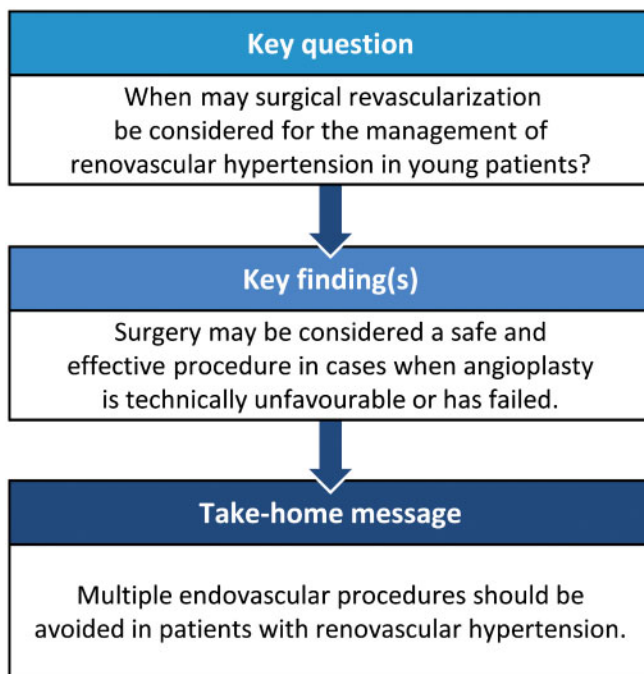 Key question
When may surgical revascularization
be considered for the management of
renovascular hypertension in young patients?
Key finding(s)
Surgery may be considered a safe and
effective procedure in cases when angioplasty
is technically unfavourable or has failed.
Take-home message
Multiple endovascular procedures should be
avoided in patients with renovascular hypertension.